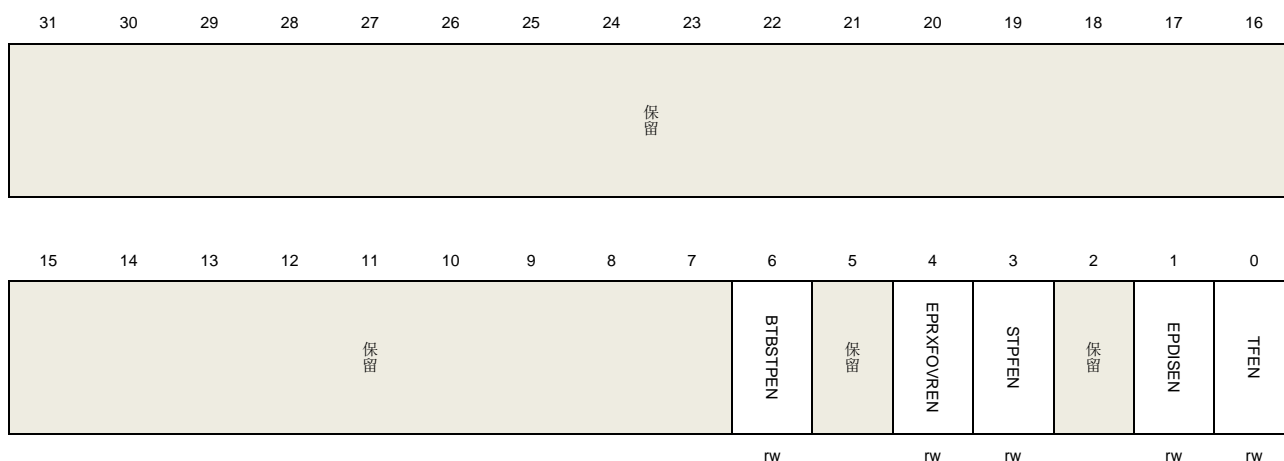 31 30 29 28 27 26 25 24 23 22 21 20 19 18 17 16
保留
15 14 13 12 11 10 9 8 7 6 5 4 3 2 1 0
保留 BTBSTPEN 保留 EPRXFOVREN STPFEN 保留 EPDISEN TFEN
rw rw rw rw rw